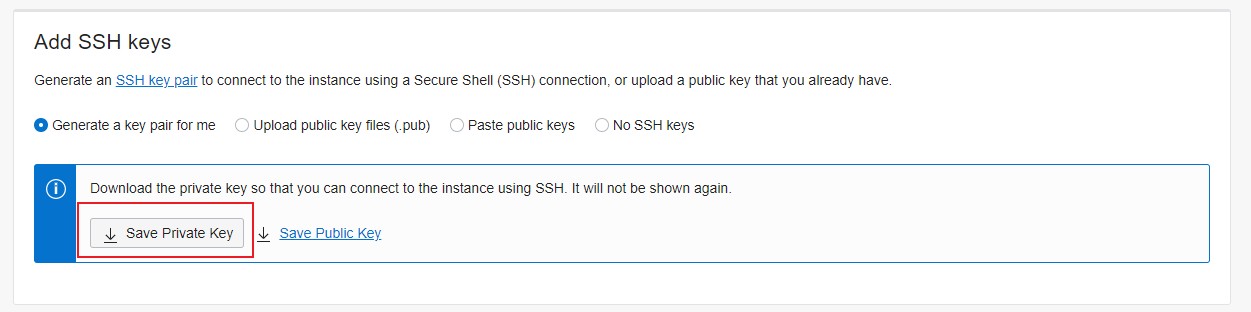 Add SSH keys
Generate an SSH key pair to connect to the instance using a Secure Shell (SSH) connection, or upload a public key that you already have.
Generate a key pair for me Upload public key files (.pub) Paste public keys No SSH keys
Download the private key so that you can connect to the instance using SSH. It will not be shown again.
Save Private Key Save Public Key